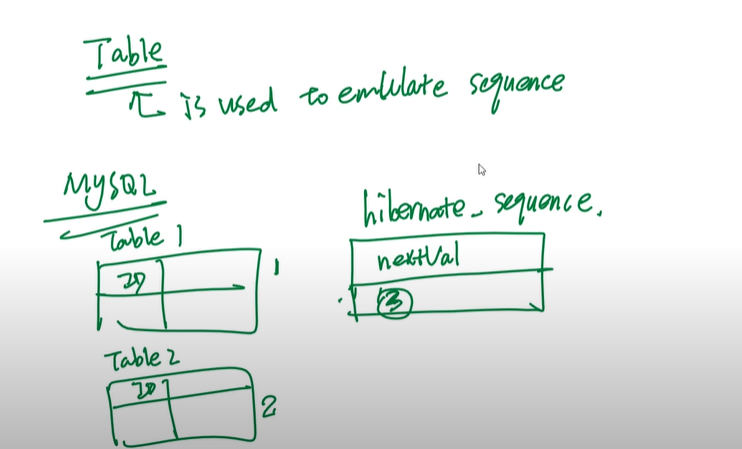 Table
It is used to emulate sequence
MySQL
Table 1
ID
1
hibernate_sequence.
nextVal
3
Table 2
ID
2